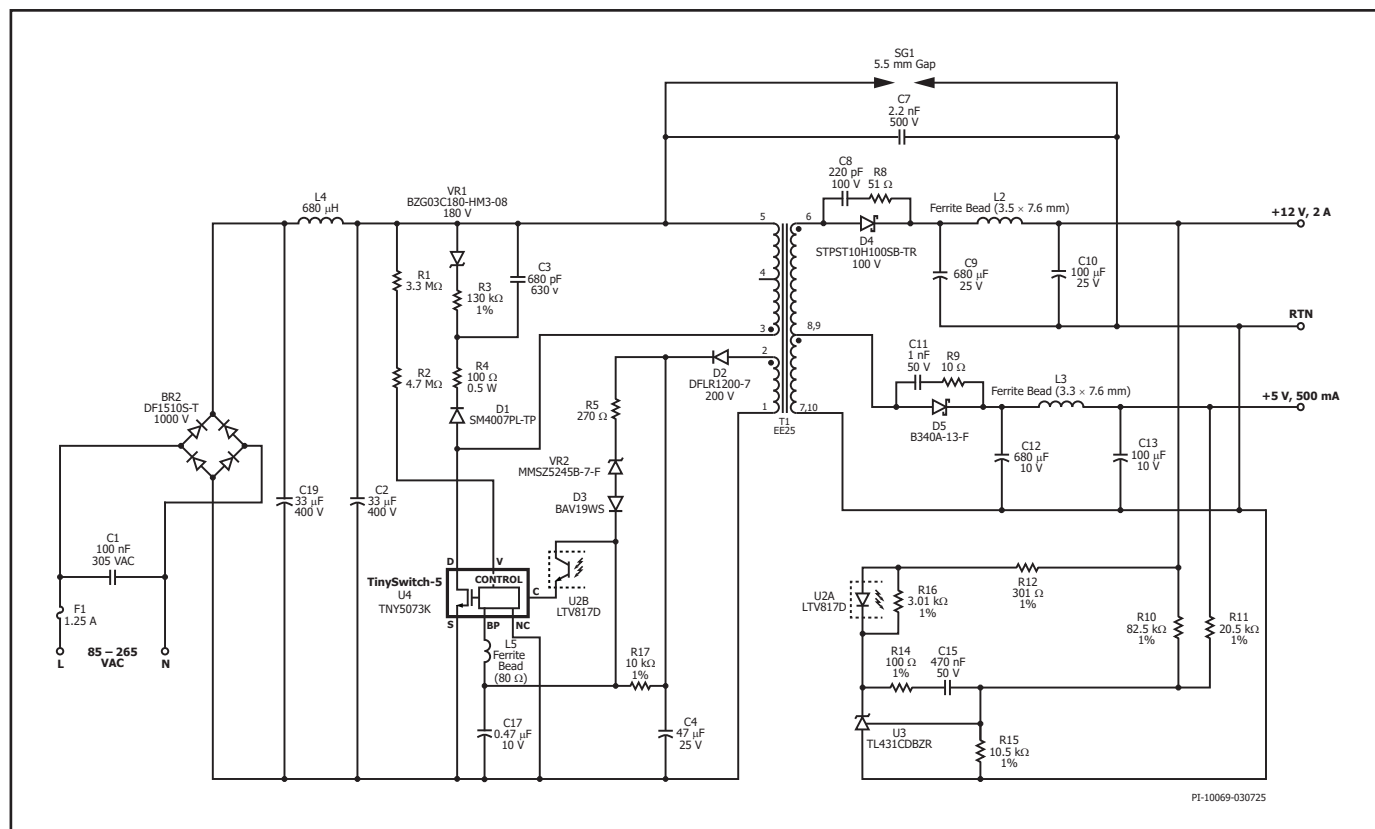 SG1
5.5 mm Gap
C7
2.2 nF
500 V
C8
220 pF
100 V
R8
51 Ω
L4
680 μH
VR1
BZG03C180-HM3-08
180 V
L2
Ferrite Bead (3.5 × 7.6 mm)
+12 V, 2 A
5
6
D4
STPST10H100SB-TR
100 V
R1
3.3 MΩ
R3
130 kΩ
1%
C3
680 pF
630 v
4
C9
680 μF
25 V
C10
100 μF
25 V
RTN
3
8,9
R2
4.7 MΩ
R4
100 Ω
0.5 W
D2
DFLR1200-7
200 V
2
C11
1 nF
50 V
R9
10 Ω
L3
Ferrite Bead (3.3 × 7.6 mm)
+5 V, 500 mA
BR2
DF1510S-T
1000 V
D1
SM4007PL-TP
R5
270 Ω
1
7,10
T1
EE25
D5
B340A-13-F
C12
680 μF
10 V
C13
100 μF
10 V
VR2
MMSZ5245B-7-F
C19
33 μF
400 V
C2
33 μF
400 V
D3
BAV19WS
C1
100 nF
305 VAC
D
V
TinySwitch-5
U4
TNY5073K
CONTROL
C
S
BP
NC
U2B
LTV817D
U2A
LTV817D
R16
3.01 kΩ
1%
R12
301 Ω
1%
R10
82.5 kΩ
1%
R11
20.5 kΩ
1%
F1
1.25 A
L
85 – 265
VAC
N
L5
Ferrite
Bead
(80 Ω)
R17
10 kΩ
1%
R14
100 Ω
1%
C15
470 nF
50 V
C17
0.47 μF
10 V
C4
47 μF
25 V
U3
TL431CDBZR
R15
10.5 kΩ
1%
PI-10069-030725